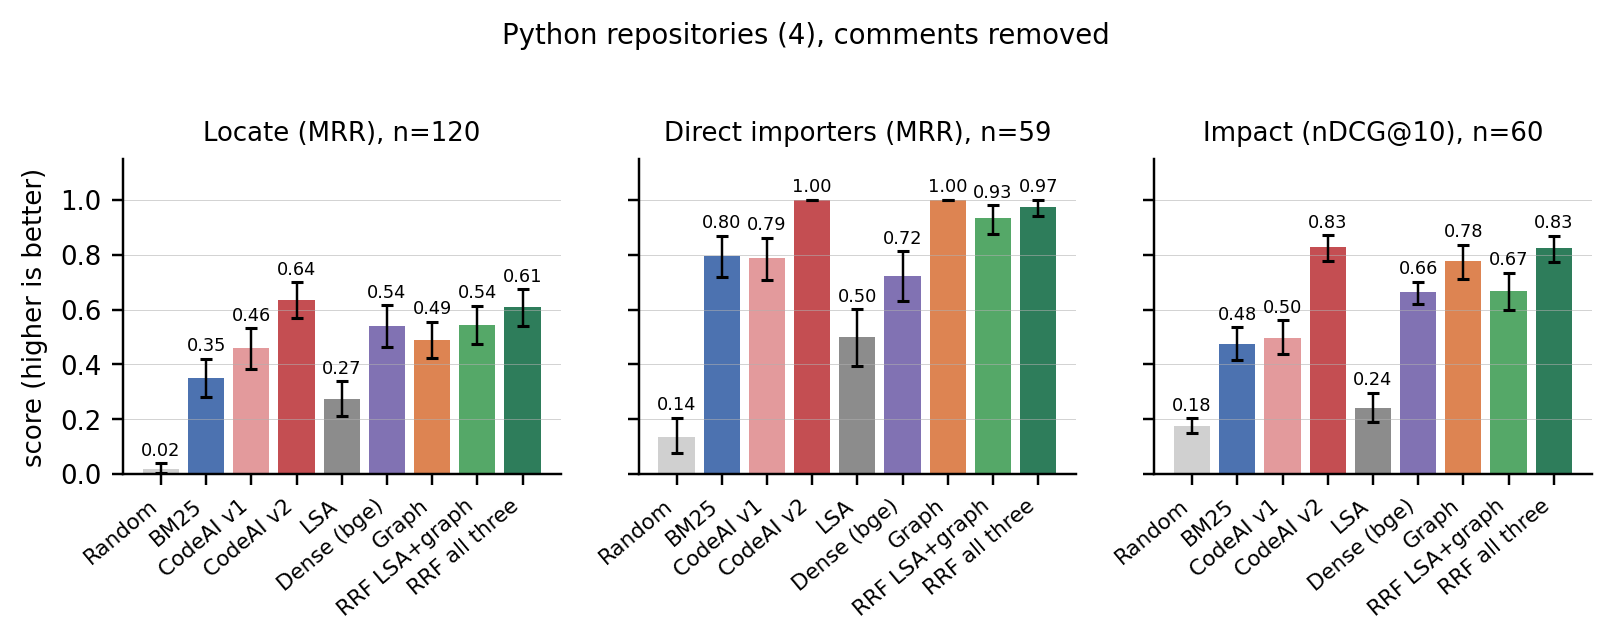 Python repositories (4), comments removed
Locate (MRR), n=120
score (higher is better)
1.0
0.8
0.6
0.4
0.2
0.0
0.02
0.35
0.46
0.64
0.27
0.54
0.49
0.54
0.61
Random
BM25
CodeAI v1
CodeAI v2
LSA
Dense (bge)
Graph
RRF LSA+graph
RRF all three
Direct importers (MRR), n=59
0.14
0.80
0.79
1.00
0.50
0.72
1.00
0.93
0.97
Random
BM25
CodeAI v1
CodeAI v2
LSA
Dense (bge)
Graph
RRF LSA+graph
RRF all three
Impact (nDCG@10), n=60
0.18
0.48
0.50
0.83
0.24
0.66
0.78
0.67
0.83
Random
BM25
CodeAI v1
CodeAI v2
LSA
Dense (bge)
Graph
RRF LSA+graph
RRF all three